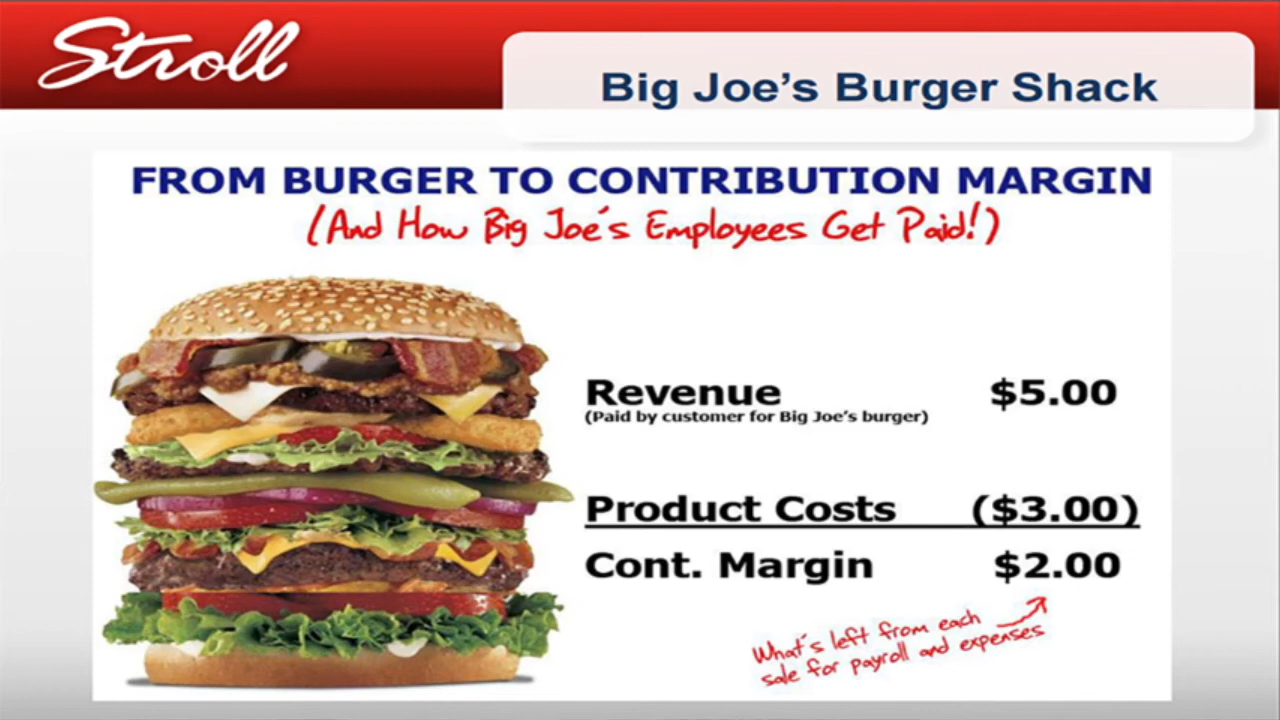 Stroll
Big Joe's Burger Shack
FROM BURGER TO CONTRIBUTION MARGIN
(And How Big Joe's Employees Get Paid!)
Revenue $5.00
(Paid by customer for Big Joe's burger)
Product Costs ($3.00)
Cont. Margin $2.00
What's left from each
sale for payroll and expenses